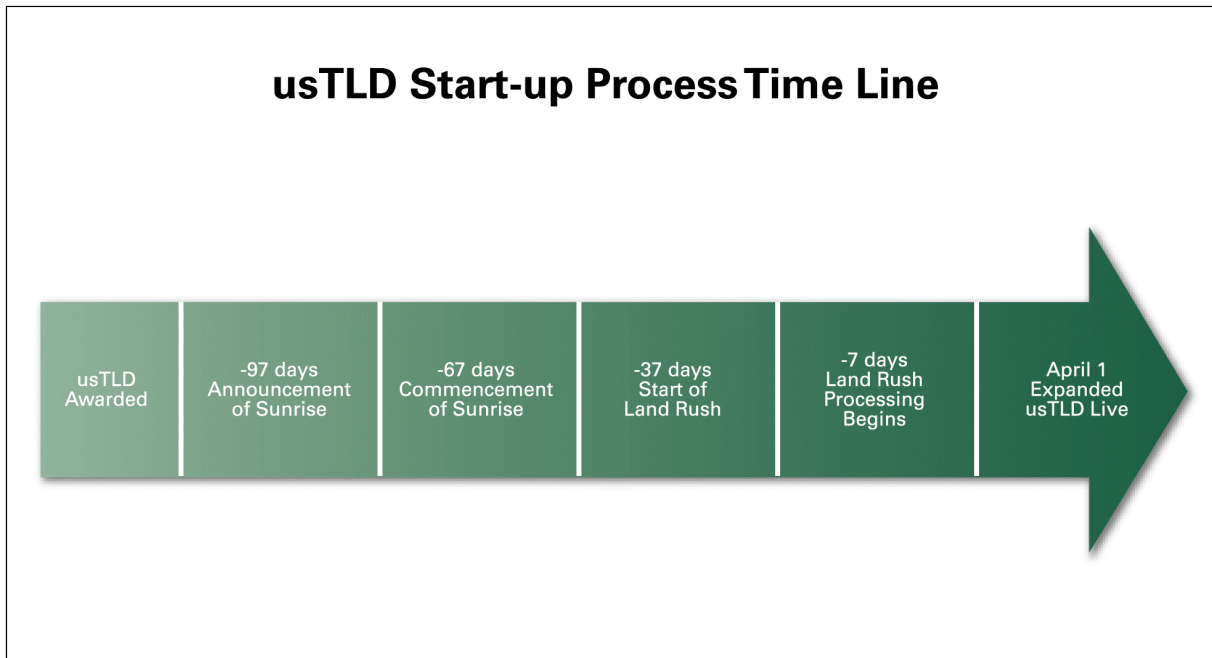 usTLD Start-up Process Time Line
usTLD
Awarded
-97 days
Announcement
of Sunrise
-67 days
Commencement
of Sunrise
-37 days
Start of
Land Rush
-7 days
Land Rush
Processing
Begins
April 1
Expanded
usTLD Live